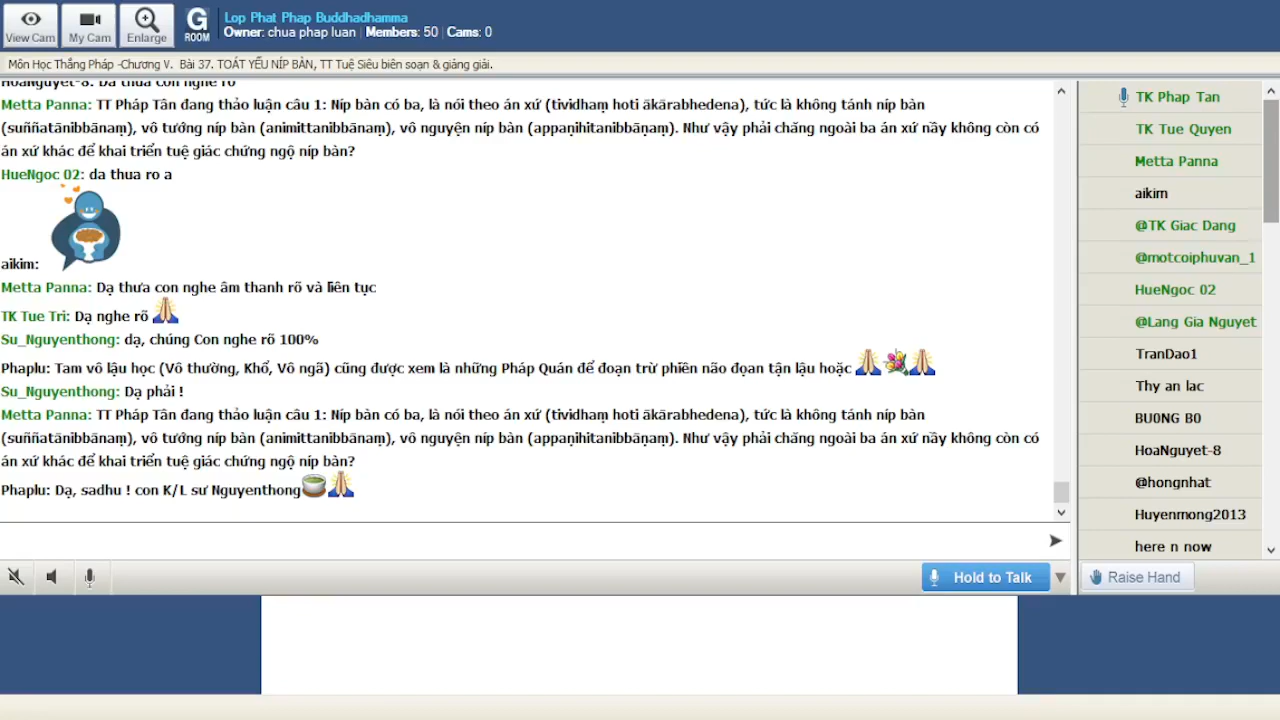 View Cam
My Cam
Enlarge
G
ROOM
Lop Phat Phap Buddhadhamma
Owner: chua phap luan | Members: 50 | Cams: 0
Môn Học Thắng Pháp -Chương V. Bài 37. TOÁT YẾU NÍP BÀN, TT Tuệ Siêu biên soạn & giảng giải.
HoaNguyet-8: Da thua con nghe ro
Metta Panna: TT Pháp Tân đang thảo luận câu 1: Níp bàn có ba, là nói theo án xứ (tividhaṃ hoti ākārabhedena), tức là không tánh níp bàn
(suññatānibbānaṃ), vô tướng níp bàn (animittanibbānaṃ), vô nguyện níp bàn (appaṇihitanibbāṇaṃ). Như vậy phải chăng ngoài ba án xứ nầy không còn có
án xứ khác để khai triển tuệ giác chứng ngộ níp bàn?
HueNgoc 02: da thua ro a
aikim:
Metta Panna: Dạ thưa con nghe âm thanh rõ và liên tục
TK Tue Tri: Dạ nghe rõ
Su_Nguyenthong: dạ, chúng Con nghe rõ 100%
Phaplu: Tam vô lậu học (Vô thường, Khổ, Vô ngã) cũng được xem là những Pháp Quán để đoạn trừ phiên não đọan tận lậu hoặc
Su_Nguyenthong: Dạ phải !
Metta Panna: TT Pháp Tân đang thảo luận câu 1: Níp bàn có ba, là nói theo án xứ (tividhaṃ hoti ākārabhedena), tức là không tánh níp bàn
(suññatānibbānaṃ), vô tướng níp bàn (animittanibbānaṃ), vô nguyện níp bàn (appaṇihitanibbāṇaṃ). Như vậy phải chăng ngoài ba án xứ nầy không còn có
án xứ khác để khai triển tuệ giác chứng ngộ níp bàn?
Phaplu: Dạ, sadhu ! con K/L sư Nguyenthong
Hold to Talk
TK Phap Tan
TK Tue Quyen
Metta Panna
aikim
@TK Giac Dang
@motcoiphuvan_1
HueNgoc 02
@Lang Gia Nguyet
TranDao1
Thy an lac
BU0NG B0
HoaNguyet-8
@hongnhat
Huyenmong2013
here n now
Raise Hand